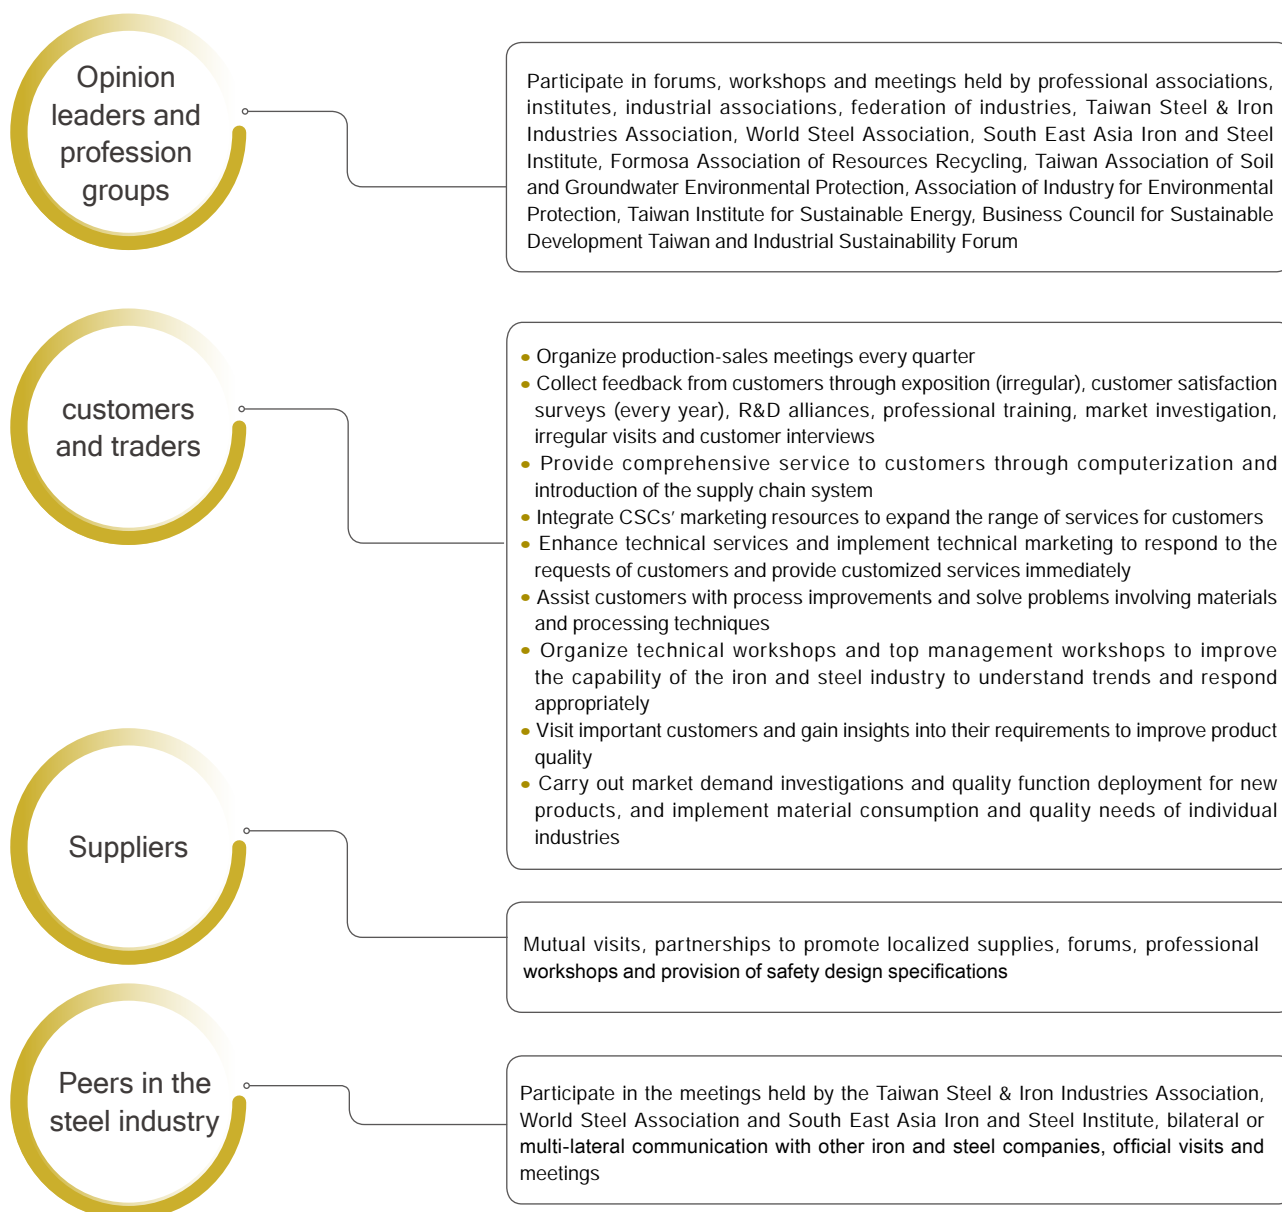 Opinion
leaders and
profession
groups
Participate in forums, workshops and meetings held by professional associations,
institutes, industrial associations, federation of industries, Taiwan Steel & Iron
Industries Association, World Steel Association, South East Asia Iron and Steel
Institute, Formosa Association of Resources Recycling, Taiwan Association of Soil
and Groundwater Environmental Protection, Association of Industry for Environmental
Protection, Taiwan Institute for Sustainable Energy, Business Council for Sustainable
Development Taiwan and Industrial Sustainability Forum
customers
and traders
• Organize production-sales meetings every quarter
• Collect feedback from customers through exposition (irregular), customer satisfaction
surveys (every year), R&D alliances, professional training, market investigation,
irregular visits and customer interviews
• Provide comprehensive service to customers through computerization and
introduction of the supply chain system
• Integrate CSCs' marketing resources to expand the range of services for customers
• Enhance technical services and implement technical marketing to respond to the
requests of customers and provide customized services immediately
• Assist customers with process improvements and solve problems involving materials
and processing techniques
• Organize technical workshops and top management workshops to improve
the capability of the iron and steel industry to understand trends and respond
appropriately
• Visit important customers and gain insights into their requirements to improve product
quality
• Carry out market demand investigations and quality function deployment for new
products, and implement material consumption and quality needs of individual
industries
Suppliers
Mutual visits, partnerships to promote localized supplies, forums, professional
workshops and provision of safety design specifications
Peers in the
steel industry
Participate in the meetings held by the Taiwan Steel & Iron Industries Association,
World Steel Association and South East Asia Iron and Steel Institute, bilateral or
multi-lateral communication with other iron and steel companies, official visits and
meetings